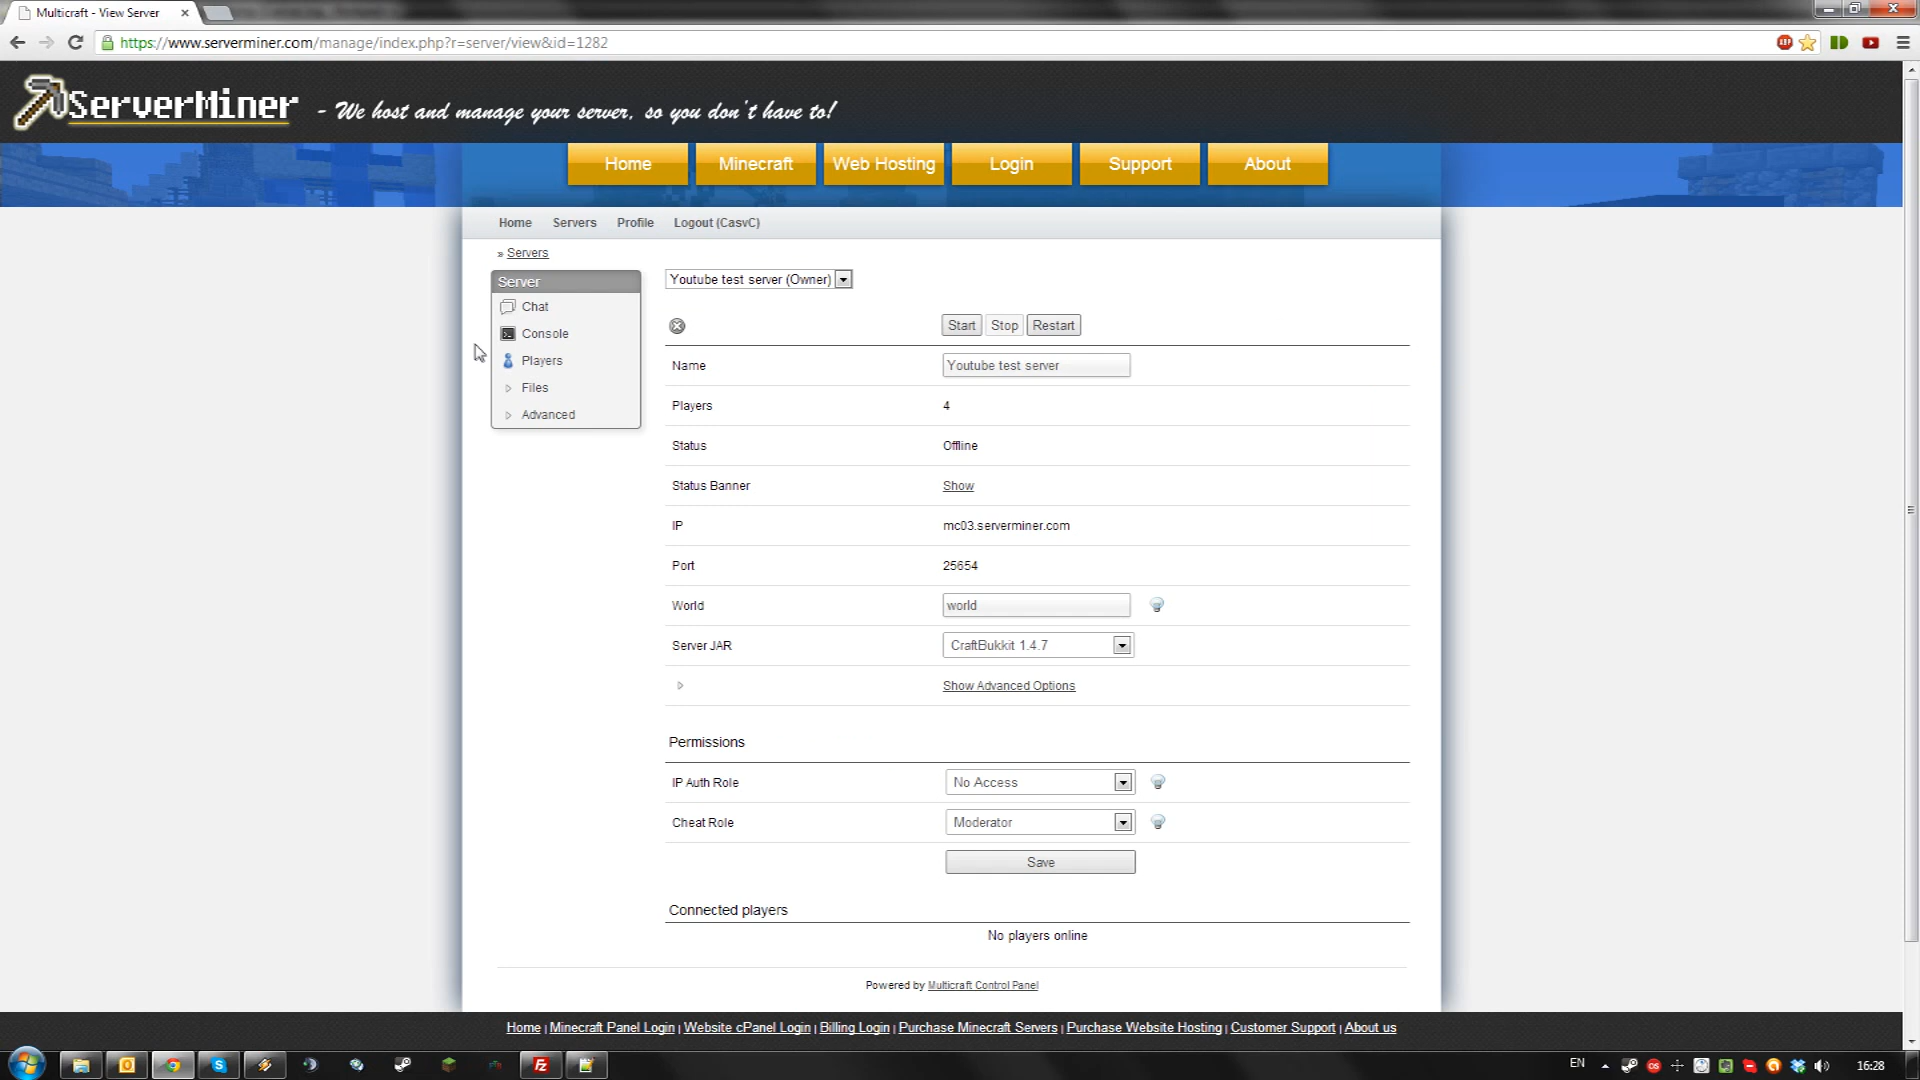 Multicraft - View Server
https://www.serverminer.com/manage/index.php?r=server/view&id=1282
ServerMiner - We host and manage your server, so you don't have to!
Home Minecraft Web Hosting Login Support About
Home Servers Profile Logout (CasvC)
» Servers
Server
Chat
Console
Players
Files
Advanced
Youtube test server (Owner)
Start Stop Restart
Name Youtube test server
Players 4
Status Offline
Status Banner Show
IP mc03.serverminer.com
Port 25654
World world
Server JAR CraftBukkit 1.4.7
Show Advanced Options
Permissions
IP Auth Role No Access
Cheat Role Moderator
Save
Connected players
No players online
Powered by Multicraft Control Panel
Home | Minecraft Panel Login | Website cPanel Login | Billing Login | Purchase Minecraft Servers | Purchase Website Hosting | Customer Support | About us
EN 16:28